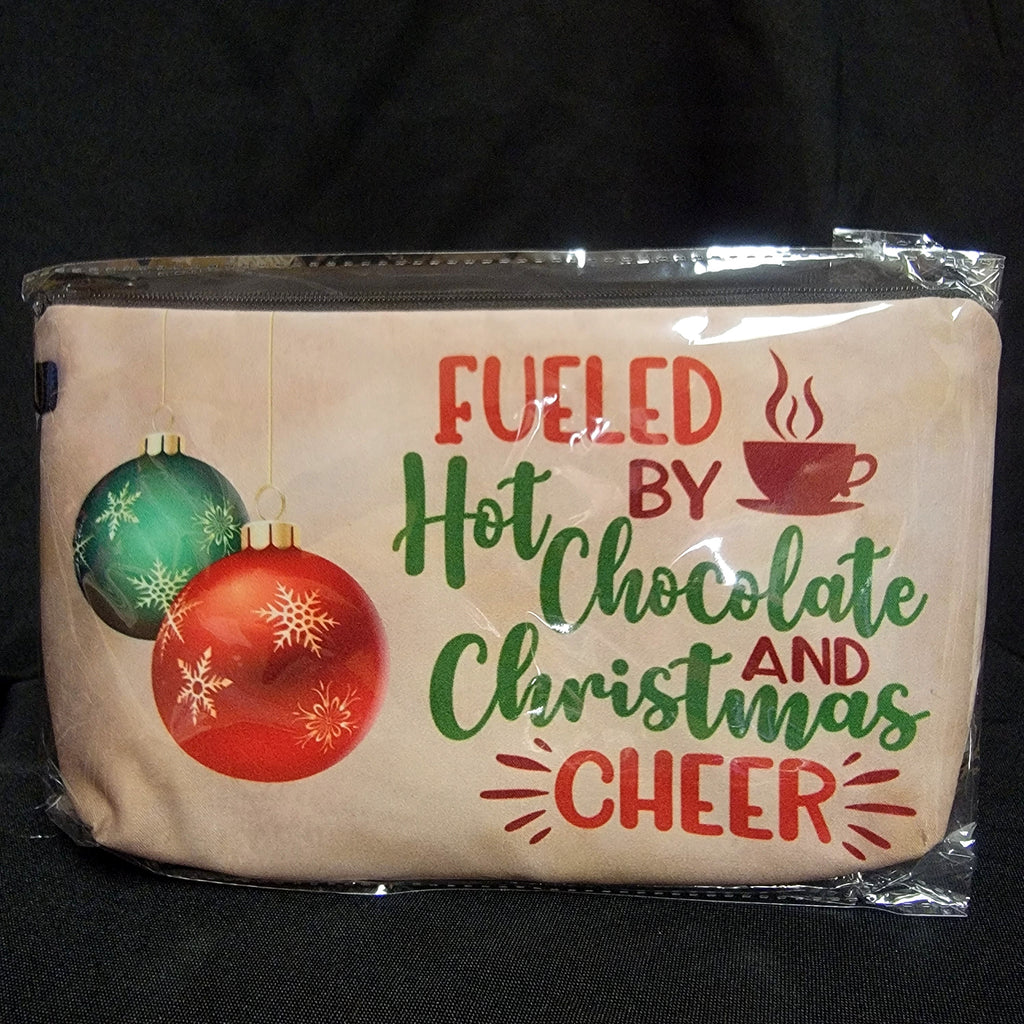 FUELED
BY
Hot
Chocolate
AND
Christmas
CHEER